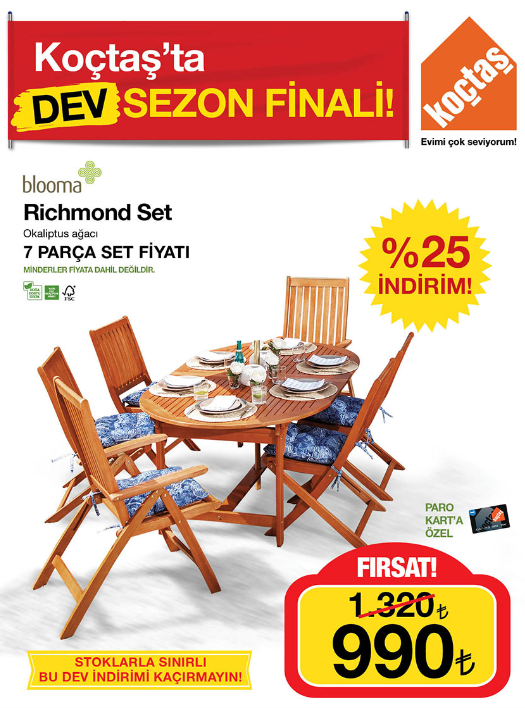 Koçtaş'ta
DEV SEZON FİNALİ!
koçtaş
Evimi çok seviyorum!
blooma
Richmond Set
Okaliptus ağacı
7 PARÇA SET FİYATI
MİNDERLER FİYATA DAHİL DEĞİLDİR.
FSC
%25
İNDİRİM!
PARO
KART'A
ÖZEL
FIRSAT!
1.320₺
990₺
STOKLARLA SINIRLI
BU DEV İNDİRİMİ KAÇIRMAYIN!